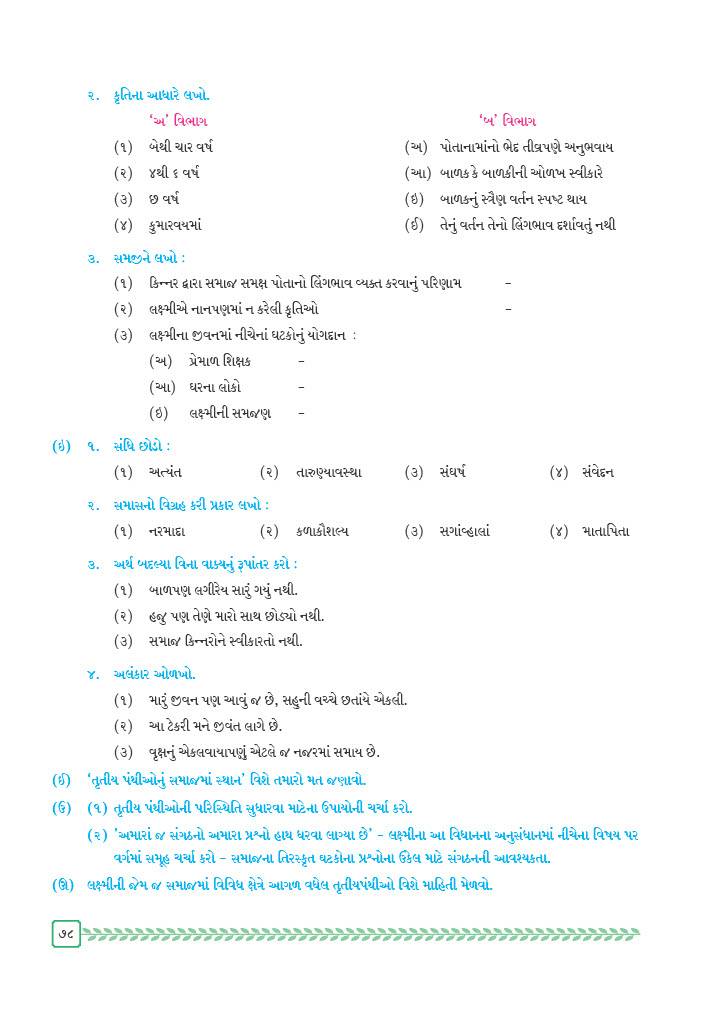 ૨. કૃતિના આધારે લખો.
‘અ’ વિભાગ ‘બ’ વિભાગ
(૧) બેથી ચાર વર્ષ (અ) પોતાનામાંનો ભેદ તીવ્રપણે અનુભવાય
(૨) ૪થી ૬ વર્ષ (આ) બાળક કે બાળકીની ઓળખ સ્વીકારે
(૩) છ વર્ષ (ઇ) બાળકનું સ્ત્રૈણ વર્તન સ્પષ્ટ થાય
(૪) કુમારવયમાં (ઈ) તેનું વર્તન તેનો લિંગભાવ દર્શાવતું નથી
૩. સમજીને લખો :
(૧) કિન્નર દ્વારા સમાજ સમક્ષ પોતાનો લિંગભાવ વ્યક્ત કરવાનું પરિણામ –
(૨) લક્ષ્મીએ નાનપણમાં ન કરેલી કૃતિઓ –
(૩) લક્ષ્મીના જીવનમાં નીચેનાં ઘટકોનું યોગદાન :
(અ) પ્રેમાળ શિક્ષક –
(આ) ઘરના લોકો –
(ઇ) લક્ષ્મીની સમજણ –
(ઇ) ૧. સંધિ છોડો :
(૧) અત્યંત (૨) તારુણ્યાવસ્થા (૩) સંઘર્ષ (૪) સંવેદન
૨. સમાસનો વિગ્રહ કરી પ્રકાર લખો :
(૧) નરમાદા (૨) કળાકૌશલ્ય (૩) સગાંવ્હાલાં (૪) માતાપિતા
૩. અર્થ બદલ્યા વિના વાક્યનું રૂપાંતર કરો :
(૧) બાળપણ લગીરેય સારું ગયું નથી.
(૨) હજુ પણ તેણે મારો સાથ છોડ્યો નથી.
(૩) સમાજ કિન્નરોને સ્વીકારતો નથી.
૪. અલંકાર ઓળખો.
(૧) મારું જીવન પણ આવું જ છે, સહુની વચ્ચે છતાંયે એકલી.
(૨) આ ટેકરી મને જીવંત લાગે છે.
(૩) વૃક્ષનું એકલવાયાપણું એટલે જ નજરમાં સમાય છે.
(ઈ) ‘તૃતીય પંથીઓનું સમાજમાં સ્થાન’ વિશે તમારો મત જણાવો.
(ઉ) (૧) તૃતીય પંથીઓની પરિસ્થિતિ સુધારવા માટેના ઉપાયોની ચર્ચા કરો.
(૨) 'અમારાં જ સંગઠનો અમારા પ્રશ્નો હાથ ધરવા લાગ્યા છે' – લક્ષ્મીના આ વિધાનના અનુસંધાનમાં નીચેના વિષય પર
વર્ગમાં સમૂહ ચર્ચા કરો – સમાજના તિરસ્કૃત ઘટકોના પ્રશ્નોના ઉકેલ માટે સંગઠનની આવશ્યકતા.
(ઊ) લક્ષ્મીની જેમ જ સમાજમાં વિવિધ ક્ષેત્રે આગળ વધેલ તૃતીયપંથીઓ વિશે માહિતી મેળવો.
૭૮